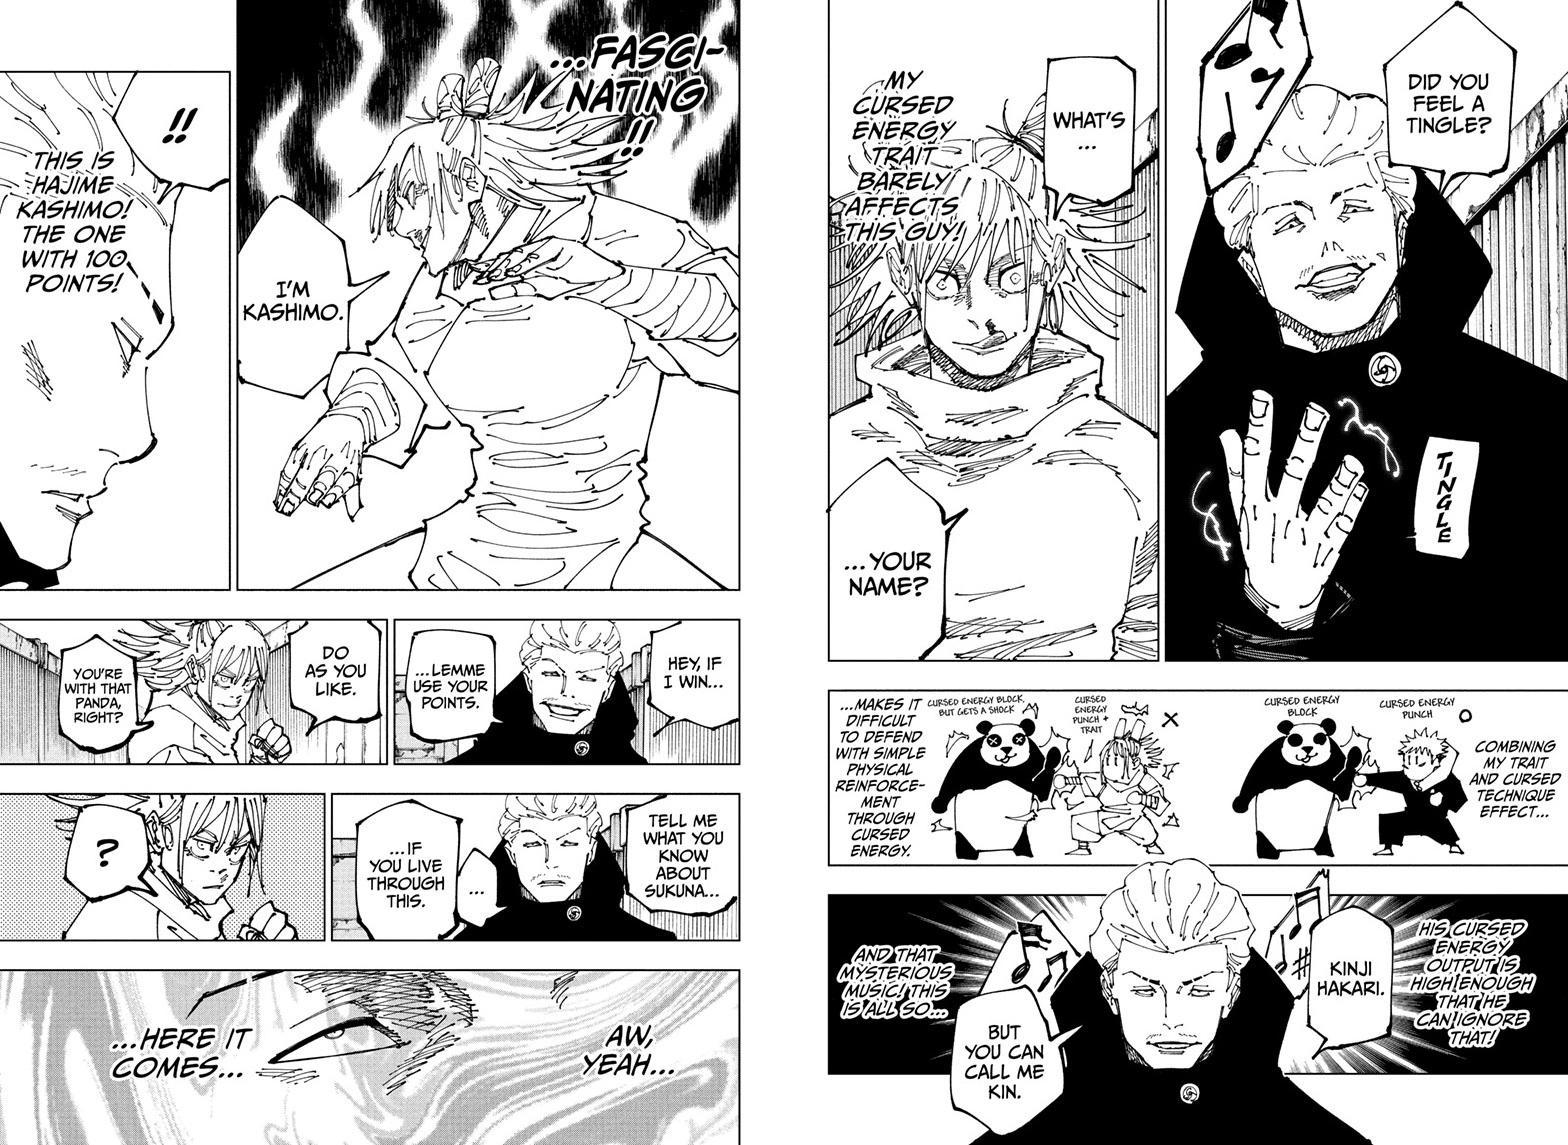 DID YOU
FEEL A
TINGLE?
TINGLE
WHAT'S
...
MY
CURSED
ENERGY
TRAIT
BARELY
AFFECTS
THIS GUY!
...YOUR
NAME?
COMBINING
MY TRAIT
AND CURSED
TECHNIQUE
EFFECT...
CURSED ENERGY
PUNCH
CURSED ENERGY
BLOCK
CURSED
ENERGY
PUNCH +
TRAIT
CURSED ENERGY BLOCK,
BUT GETS A SHOCK
...MAKES IT
DIFFICULT
TO DEFEND
WITH SIMPLE
PHYSICAL
REINFORCE-
MENT
THROUGH
CURSED
ENERGY.
HIS CURSED
ENERGY
OUTPUT IS
HIGH ENOUGH
THAT HE
CAN IGNORE
THAT!
KINJI
HAKARI.
BUT
YOU CAN
CALL ME
KIN.
AND THAT
MYSTERIOUS
MUSIC! THIS
IS ALL SO...
...FASCI-
NATING
!!
I'M
KASHIMO.
!!
THIS IS
HAJIME
KASHIMO!
THE ONE
WITH 100
POINTS!
HEY, IF
I WIN...
...LEMME
USE YOUR
POINTS.
DO
AS YOU
LIKE.
YOU'RE
WITH THAT
PANDA,
RIGHT?
TELL ME
WHAT YOU
KNOW
ABOUT
SUKUNA...
...
...IF
YOU LIVE
THROUGH
THIS.
?
AW,
YEAH...
...HERE IT
COMES...